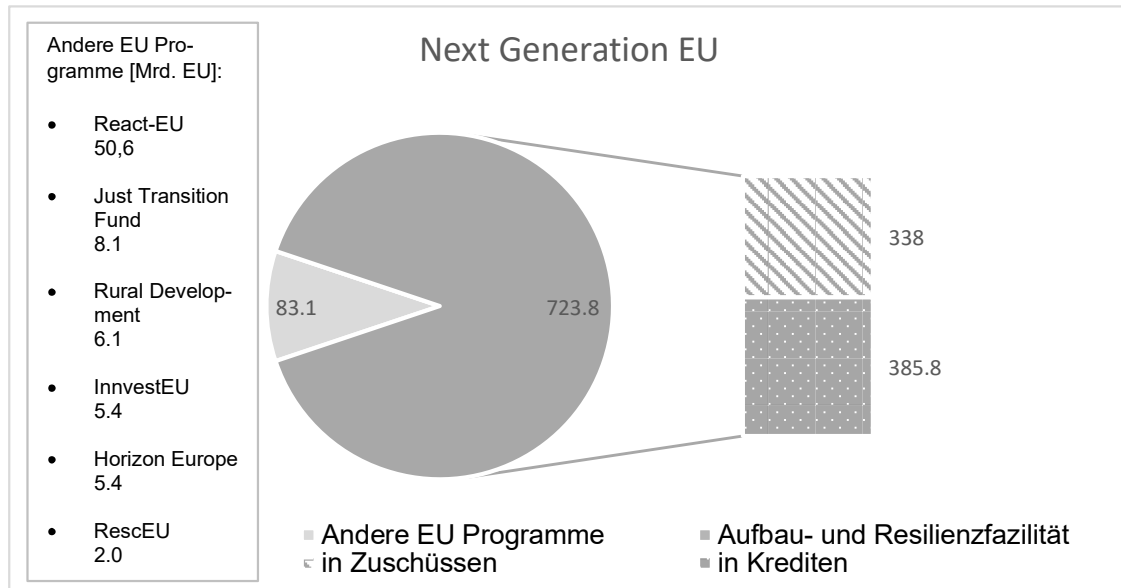 Andere EU Pro-
gramme [Mrd. EU]:
• React-EU
50,6
• Just Transition
Fund
8.1
• Rural Develop-
ment
6.1
• InnvestEU
5.4
• Horizon Europe
5.4
• RescEU
2.0
Next Generation EU
83.1
723.8
338
385.8
Andere EU Programme
Aufbau- und Resilienzfazilität
in Zuschüssen
in Krediten